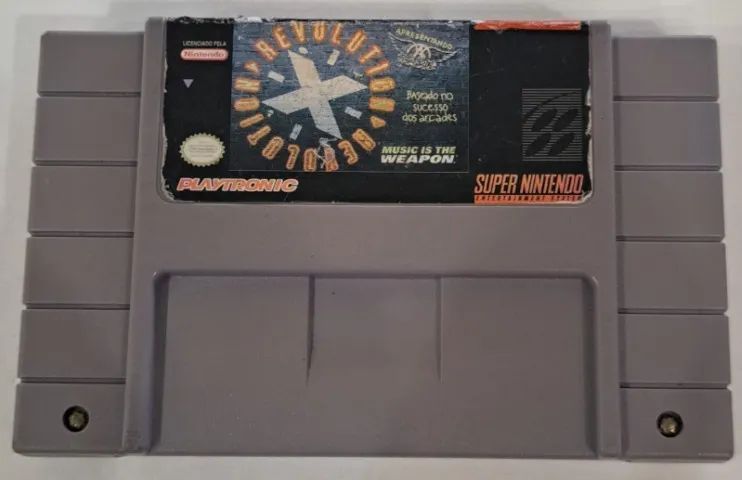 LICENCIADO PELA
Nintendo
REVOLUTION
REVOLUTION
X
APRESENTANDO
AEROSMITH
Baseado no
sucesso
dos arcades
MUSIC IS THE
WEAPON
PLAYTRONIC
SUPER NINTENDO
ENTERTAINMENT SYSTEM